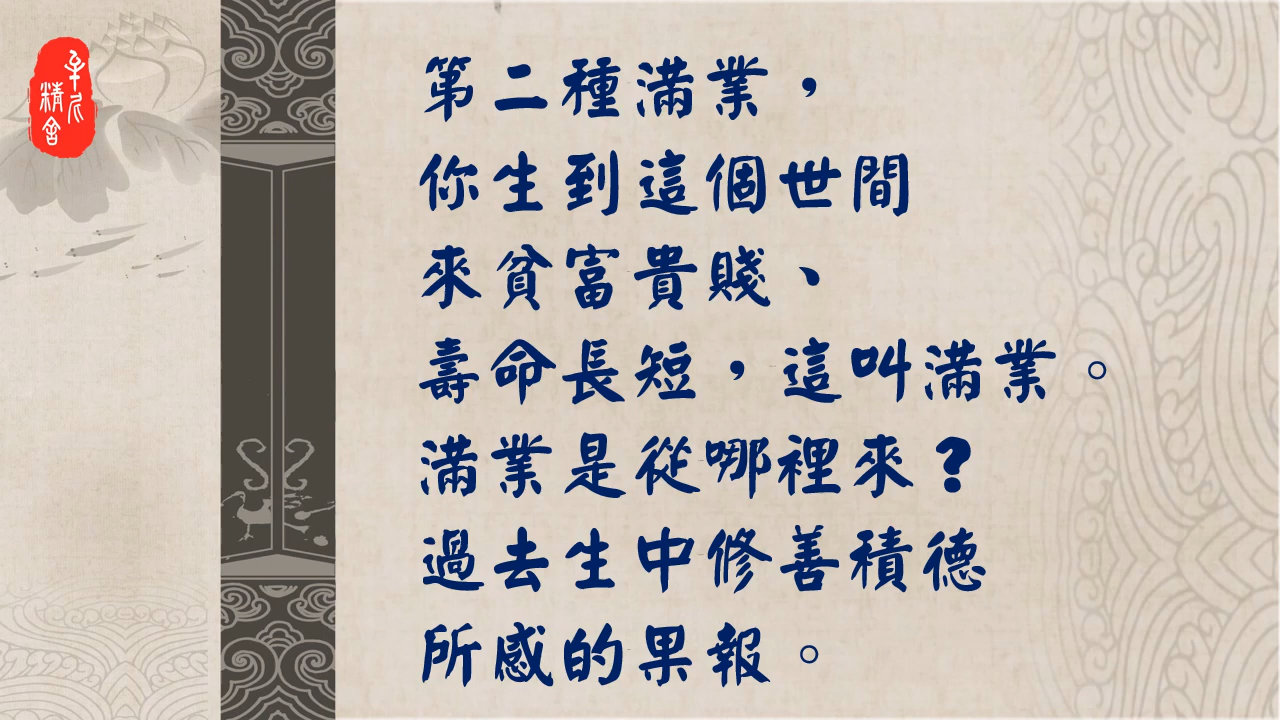 第二種滿業，
你生到這個世間
來貧富貴賤、
壽命長短，這叫滿業。
滿業是從哪裡來？
過去生中修善積德
所感的果報。
精舍